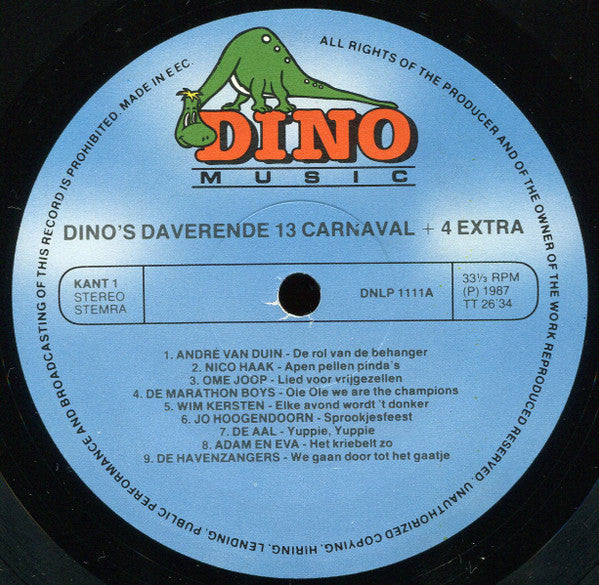 DINO
MUSIC
DINO'S DAVERENDE 13 CARNAVAL + 4 EXTRA
KANT 1
STEREO
STEMRA
DNLP 1111A
33⅓ RPM
(P) 1987
TT 26'34
1. ANDRÉ VAN DUIN - De rol van de behanger
2. NICO HAAK - Apen pellen pinda's
3. OME JOOP - Lied voor vrijgezellen
4. DE MARATHON BOYS - Ole Ole we are the champions
5. WIM KERSTEN - Elke avond wordt 't donker
6. JO HOOGENDOORN - Sprookjesfeest
7. DE AAL - Yuppie, Yuppie
8. ADAM EN EVA - Het kriebelt zo
9. DE HAVENZANGERS - We gaan door tot het gaatje
ALL RIGHTS OF THE PRODUCER AND OF THE OWNER OF THE WORK REPRODUCED RESERVED. UNAUTHORIZED COPYING, HIRING, LENDING, PUBLIC PERFORMANCE AND BROADCASTING OF THIS RECORD IS PROHIBITED. MADE IN EEC.